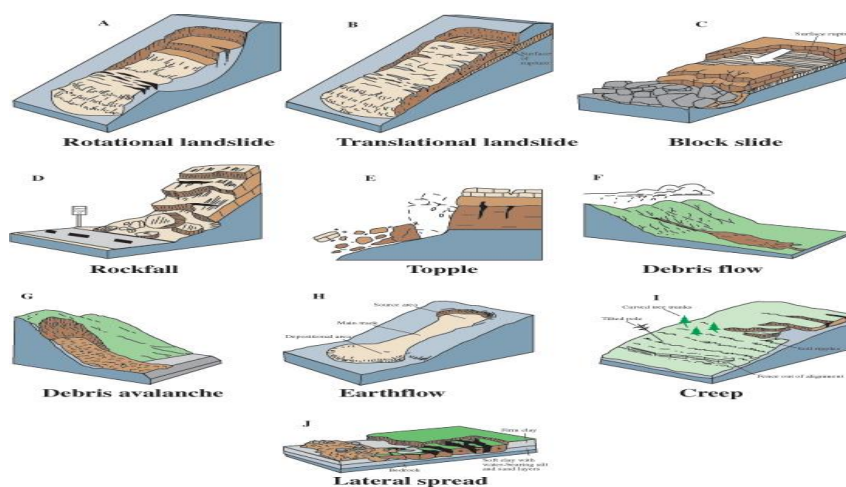 A
B
C
Surface of
rupture
Surface ruptu
Rotational landslide
Translational landslide
Block slide
D
E
F
Rockfall
Topple
Debris flow
G
H
I
Source area
Main track
Depositional area
Curved tree trunks
Tilted pole
Soil ripples
Fence out of alignment
Debris avalanche
Earthflow
Creep
J
Firm clay
Soft clay with
water-bearing silt
and sand layers
Bedrock
Lateral spread